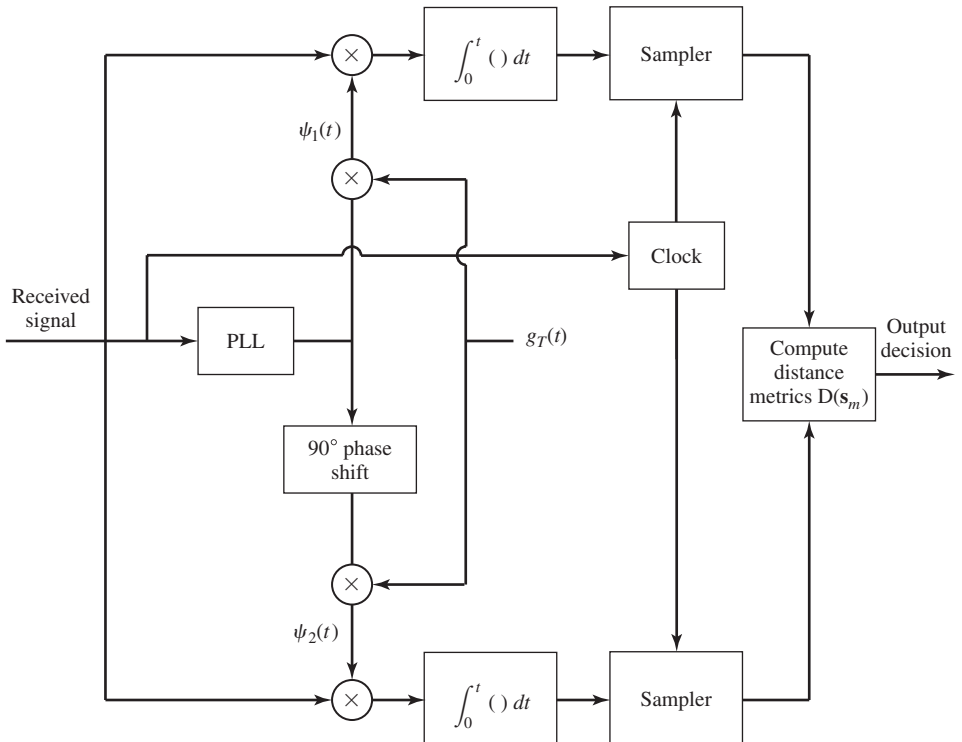 × ∫₀ᵗ ( ) dt Sampler
ψ₁(t)
×
Clock
Received
signal
PLL
g_T(t)
Output
decision
Compute
distance
metrics D(𝐬ₘ)
90° phase
shift
×
ψ₂(t)
× ∫₀ᵗ ( ) dt Sampler